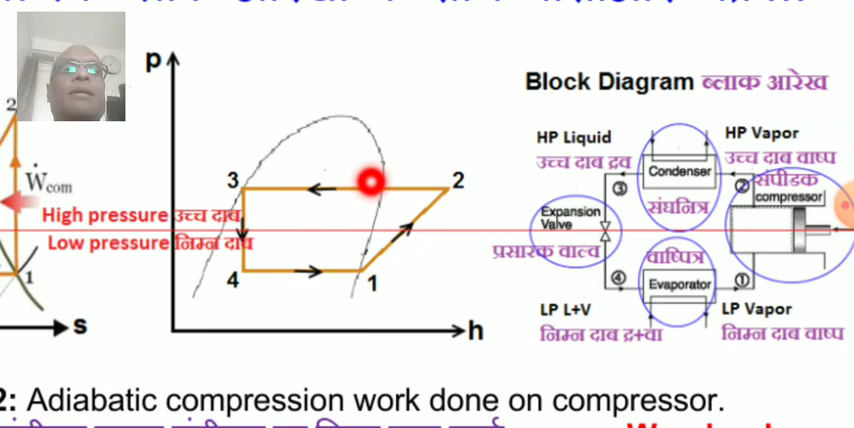 p
Block Diagram ब्लाक आरेख
HP Liquid
उच्च दाब द्रव
HP Vapor
उच्च दाब वाष्प
Condenser
संघनित्र
संपीडक
compressor
2
3
2
Ẇcom
High pressure उच्च दाब
Low pressure निम्न दाब
③
②
Expansion
Valve
प्रसारक वाल्व
वाष्पित्र
Evaporator
④
①
4
1
1
LP L+V
निम्न दाब द्र+वा
LP Vapor
निम्न दाब वाष्प
s
h
2: Adiabatic compression work done on compressor.